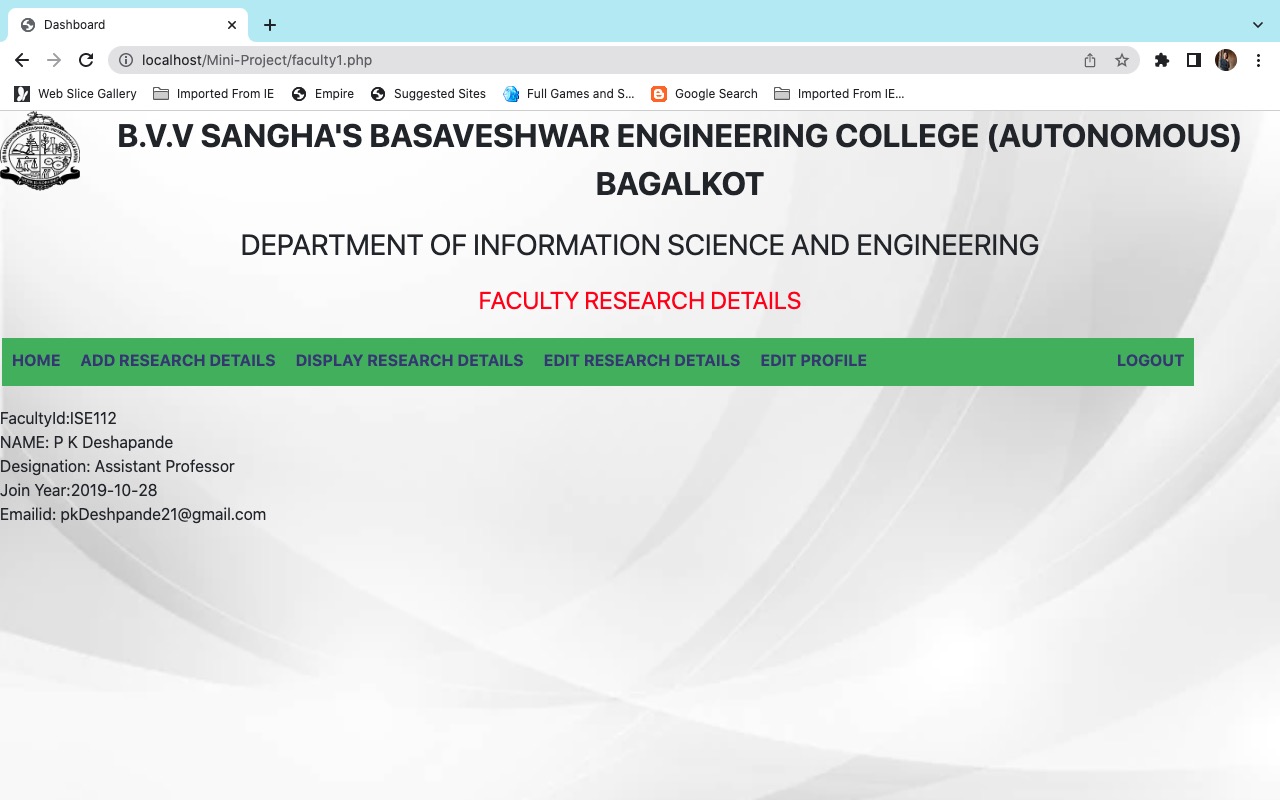 Dashboard
localhost/Mini-Project/faculty1.php
Web Slice Gallery Imported From IE Empire Suggested Sites Full Games and S... Google Search Imported From IE...
B.V.V SANGHA'S BASAVESHWAR ENGINEERING COLLEGE (AUTONOMOUS)
BAGALKOT
DEPARTMENT OF INFORMATION SCIENCE AND ENGINEERING
FACULTY RESEARCH DETAILS
HOME ADD RESEARCH DETAILS DISPLAY RESEARCH DETAILS EDIT RESEARCH DETAILS EDIT PROFILE LOGOUT
FacultyId:ISE112
NAME: P K Deshapande
Designation: Assistant Professor
Join Year:2019-10-28
Emailid: pkDeshpande21@gmail.com